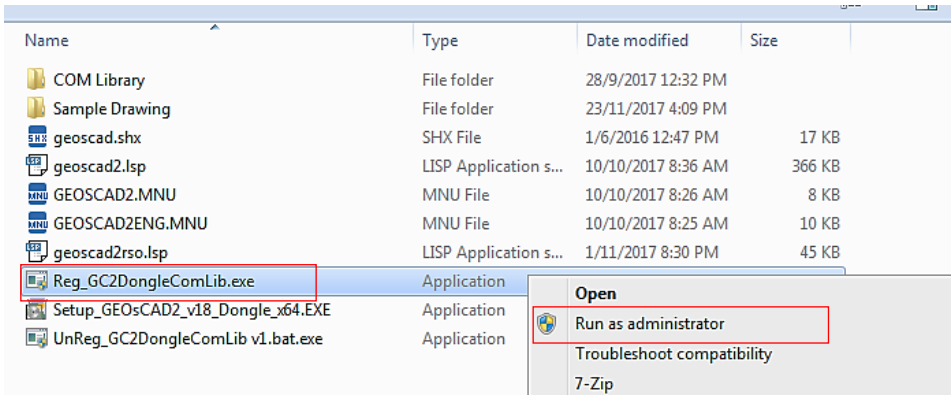 Name Type Date modified Size
COM Library File folder 28/9/2017 12:32 PM
Sample Drawing File folder 23/11/2017 4:09 PM
SHX geoscad.shx SHX File 1/6/2016 12:47 PM 17 KB
LSP geoscad2.lsp LISP Application s... 10/10/2017 8:36 AM 366 KB
MNU GEOSCAD2.MNU MNU File 10/10/2017 8:26 AM 8 KB
MNU GEOSCAD2ENG.MNU MNU File 10/10/2017 8:25 AM 10 KB
LSP geoscad2rso.lsp LISP Application s... 1/11/2017 8:30 PM 45 KB
Reg_GC2DongleComLib.exe Application
Open
Setup_GEOsCAD2_v18_Dongle_x64.EXE Application
Run as administrator
UnReg_GC2DongleComLib v1.bat.exe Application
Troubleshoot compatibility
7-Zip